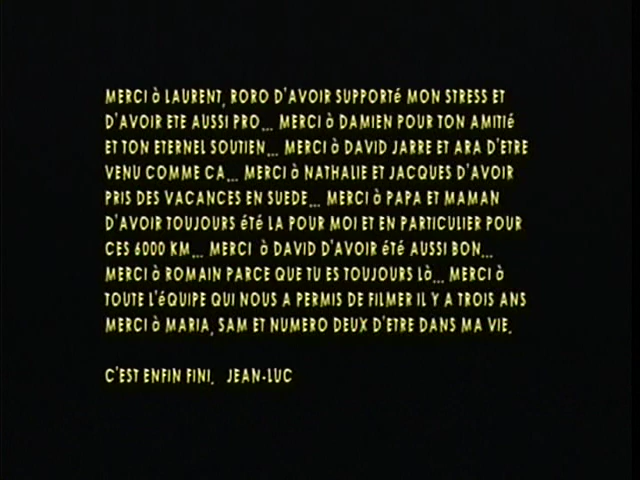 MERCI à LAURENT, RORO D'AVOIR SUPPORTé MON STRESS ET
D'AVOIR ETE AUSSI PRO... MERCI à DAMIEN POUR TON AMITIé
ET TON ETERNEL SOUTIEN... MERCI à DAVID JARRE ET ARA D'ETRE
VENU COMME CA... MERCI à NATHALIE ET JACQUES D'AVOIR
PRIS DES VACANCES EN SUEDE... MERCI à PAPA ET MAMAN
D'AVOIR TOUJOURS éTé LA POUR MOI ET EN PARTICULIER POUR
CES 6000 KM... MERCI à DAVID D'AVOIR éTé AUSSI BON...
MERCI à ROMAIN PARCE QUE TU ES TOUJOURS Là... MERCI à
TOUTE L'éQUIPE QUI NOUS A PERMIS DE FILMER IL Y A TROIS ANS
MERCI à MARIA, SAM ET NUMERO DEUX D'ETRE DANS MA VIE.
C'EST ENFIN FINI. JEAN-LUC